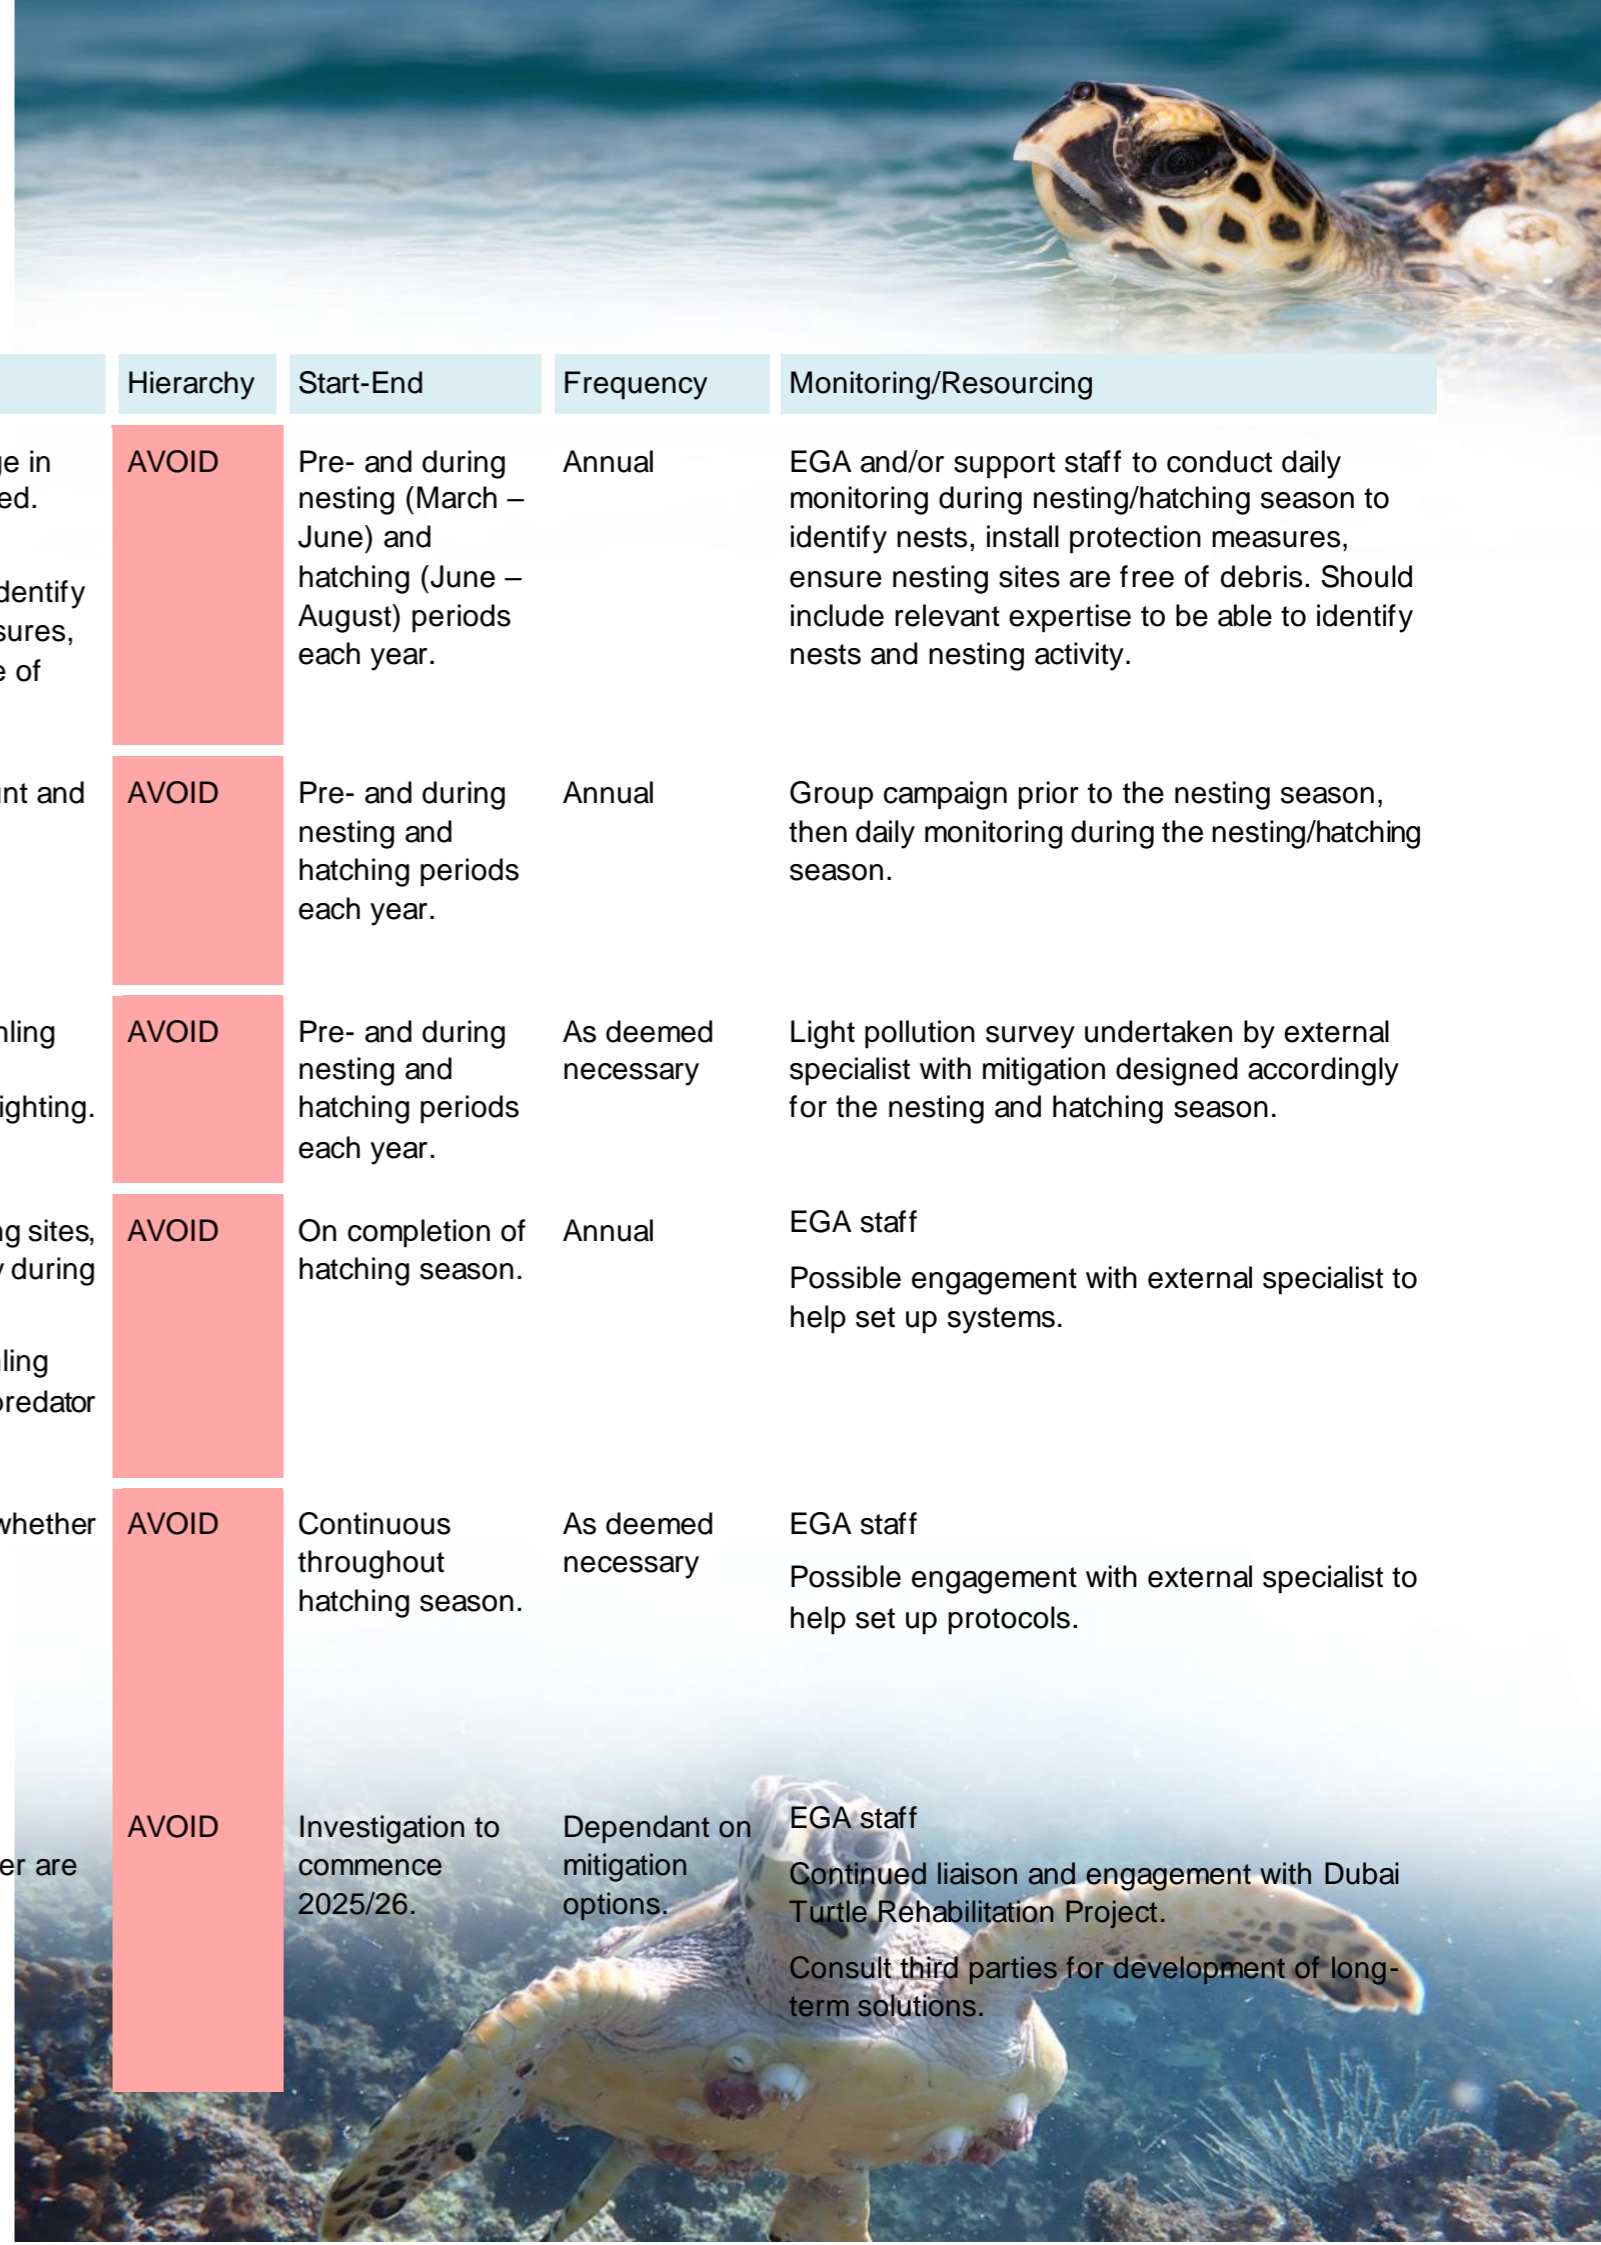 Hierarchy Start-End Frequency Monitoring/Resourcing
in
AVOID
Pre- and during
nesting (March –
June) and
hatching (June –
August) periods
each year.
Annual
EGA and/or support staff to conduct daily
monitoring during nesting/hatching season to
identify nests, install protection measures,
ensure nesting sites are free of debris. Should
include relevant expertise to be able to identify
nests and nesting activity.
of
and
AVOID
Pre- and during
nesting and
hatching periods
each year.
Annual
Group campaign prior to the nesting season,
then daily monitoring during the nesting/hatching
season.
AVOID
Pre- and during
nesting and
hatching periods
each year.
As deemed
necessary
Light pollution survey undertaken by external
specialist with mitigation designed accordingly
for the nesting and hatching season.
sites,
during
AVOID
On completion of
hatching season.
Annual
EGA staff
Possible engagement with external specialist to
help set up systems.
predator
whether
AVOID
Continuous
throughout
hatching season.
As deemed
necessary
EGA staff
Possible engagement with external specialist to
help set up protocols.
are
AVOID
Investigation to
commence
2025/26.
Dependant on
mitigation
options.
EGA staff
Continued liaison and engagement with Dubai
Turtle Rehabilitation Project.
Consult third parties for development of long-
term solutions.